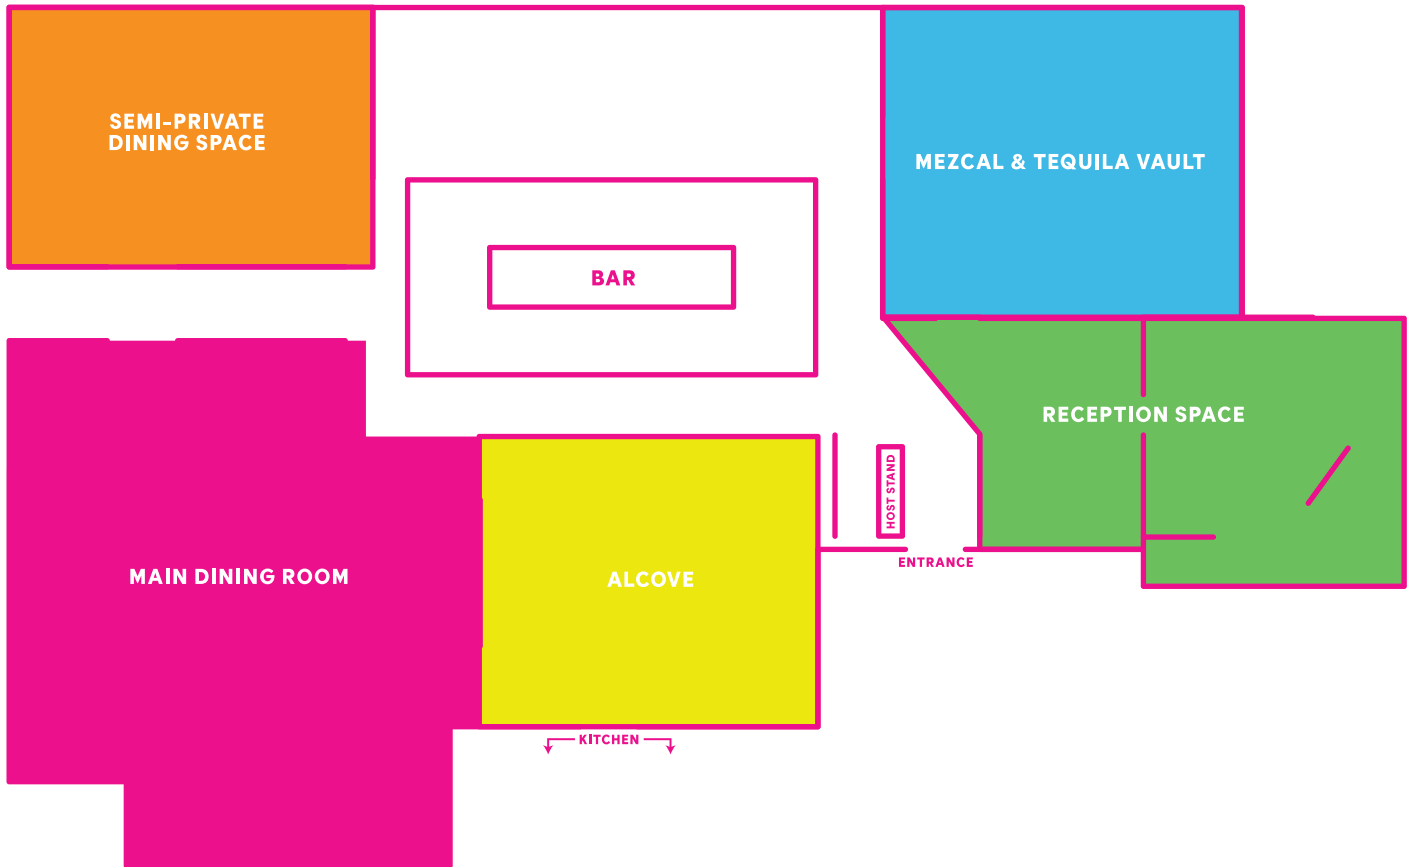 SEMI-PRIVATE
DINING SPACE
MEZCAL & TEQUILA VAULT
BAR
RECEPTION SPACE
HOST STAND
ENTRANCE
MAIN DINING ROOM
ALCOVE
KITCHEN